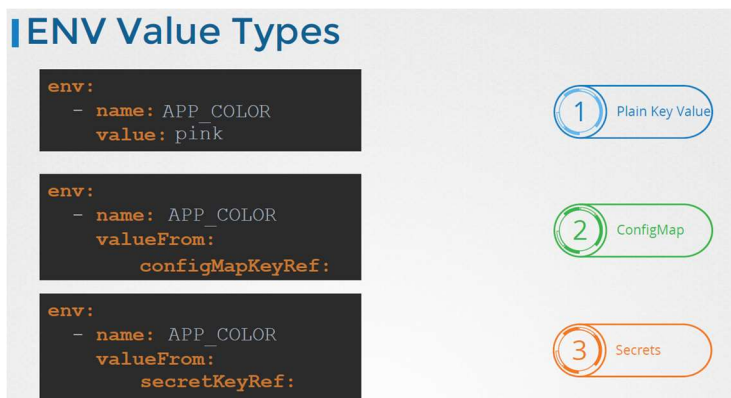 ENV Value Types
env:
- name: APP_COLOR
value: pink
1 Plain Key Value
env:
- name: APP_COLOR
valueFrom:
configMapKeyRef:
2 ConfigMap
env:
- name: APP_COLOR
valueFrom:
secretKeyRef:
3 Secrets